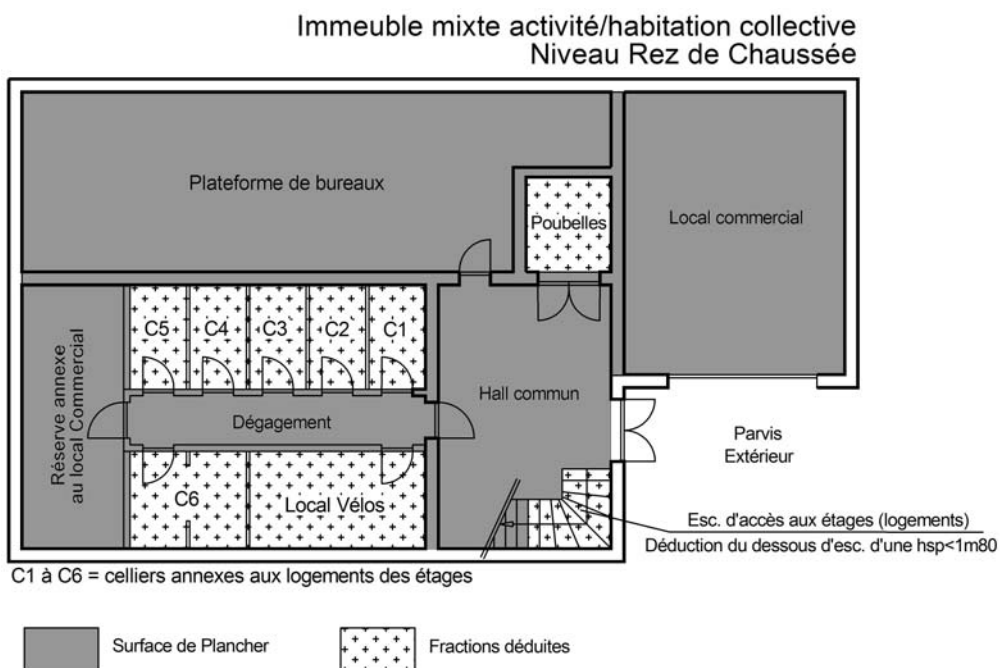 Immeuble mixte activité/habitation collective
Niveau Rez de Chaussée
Plateforme de bureaux
Poubelles
Local commercial
C5
C4
C3
C2
C1
Réserve annexe
au local Commercial
Dégagement
Hall commun
Parvis
Extérieur
C6
Local Vélos
Esc. d'accès aux étages (logements)
Déduction du dessous d'esc. d'une hsp<1m80
C1 à C6 = celliers annexes aux logements des étages
Surface de Plancher
Fractions déduites